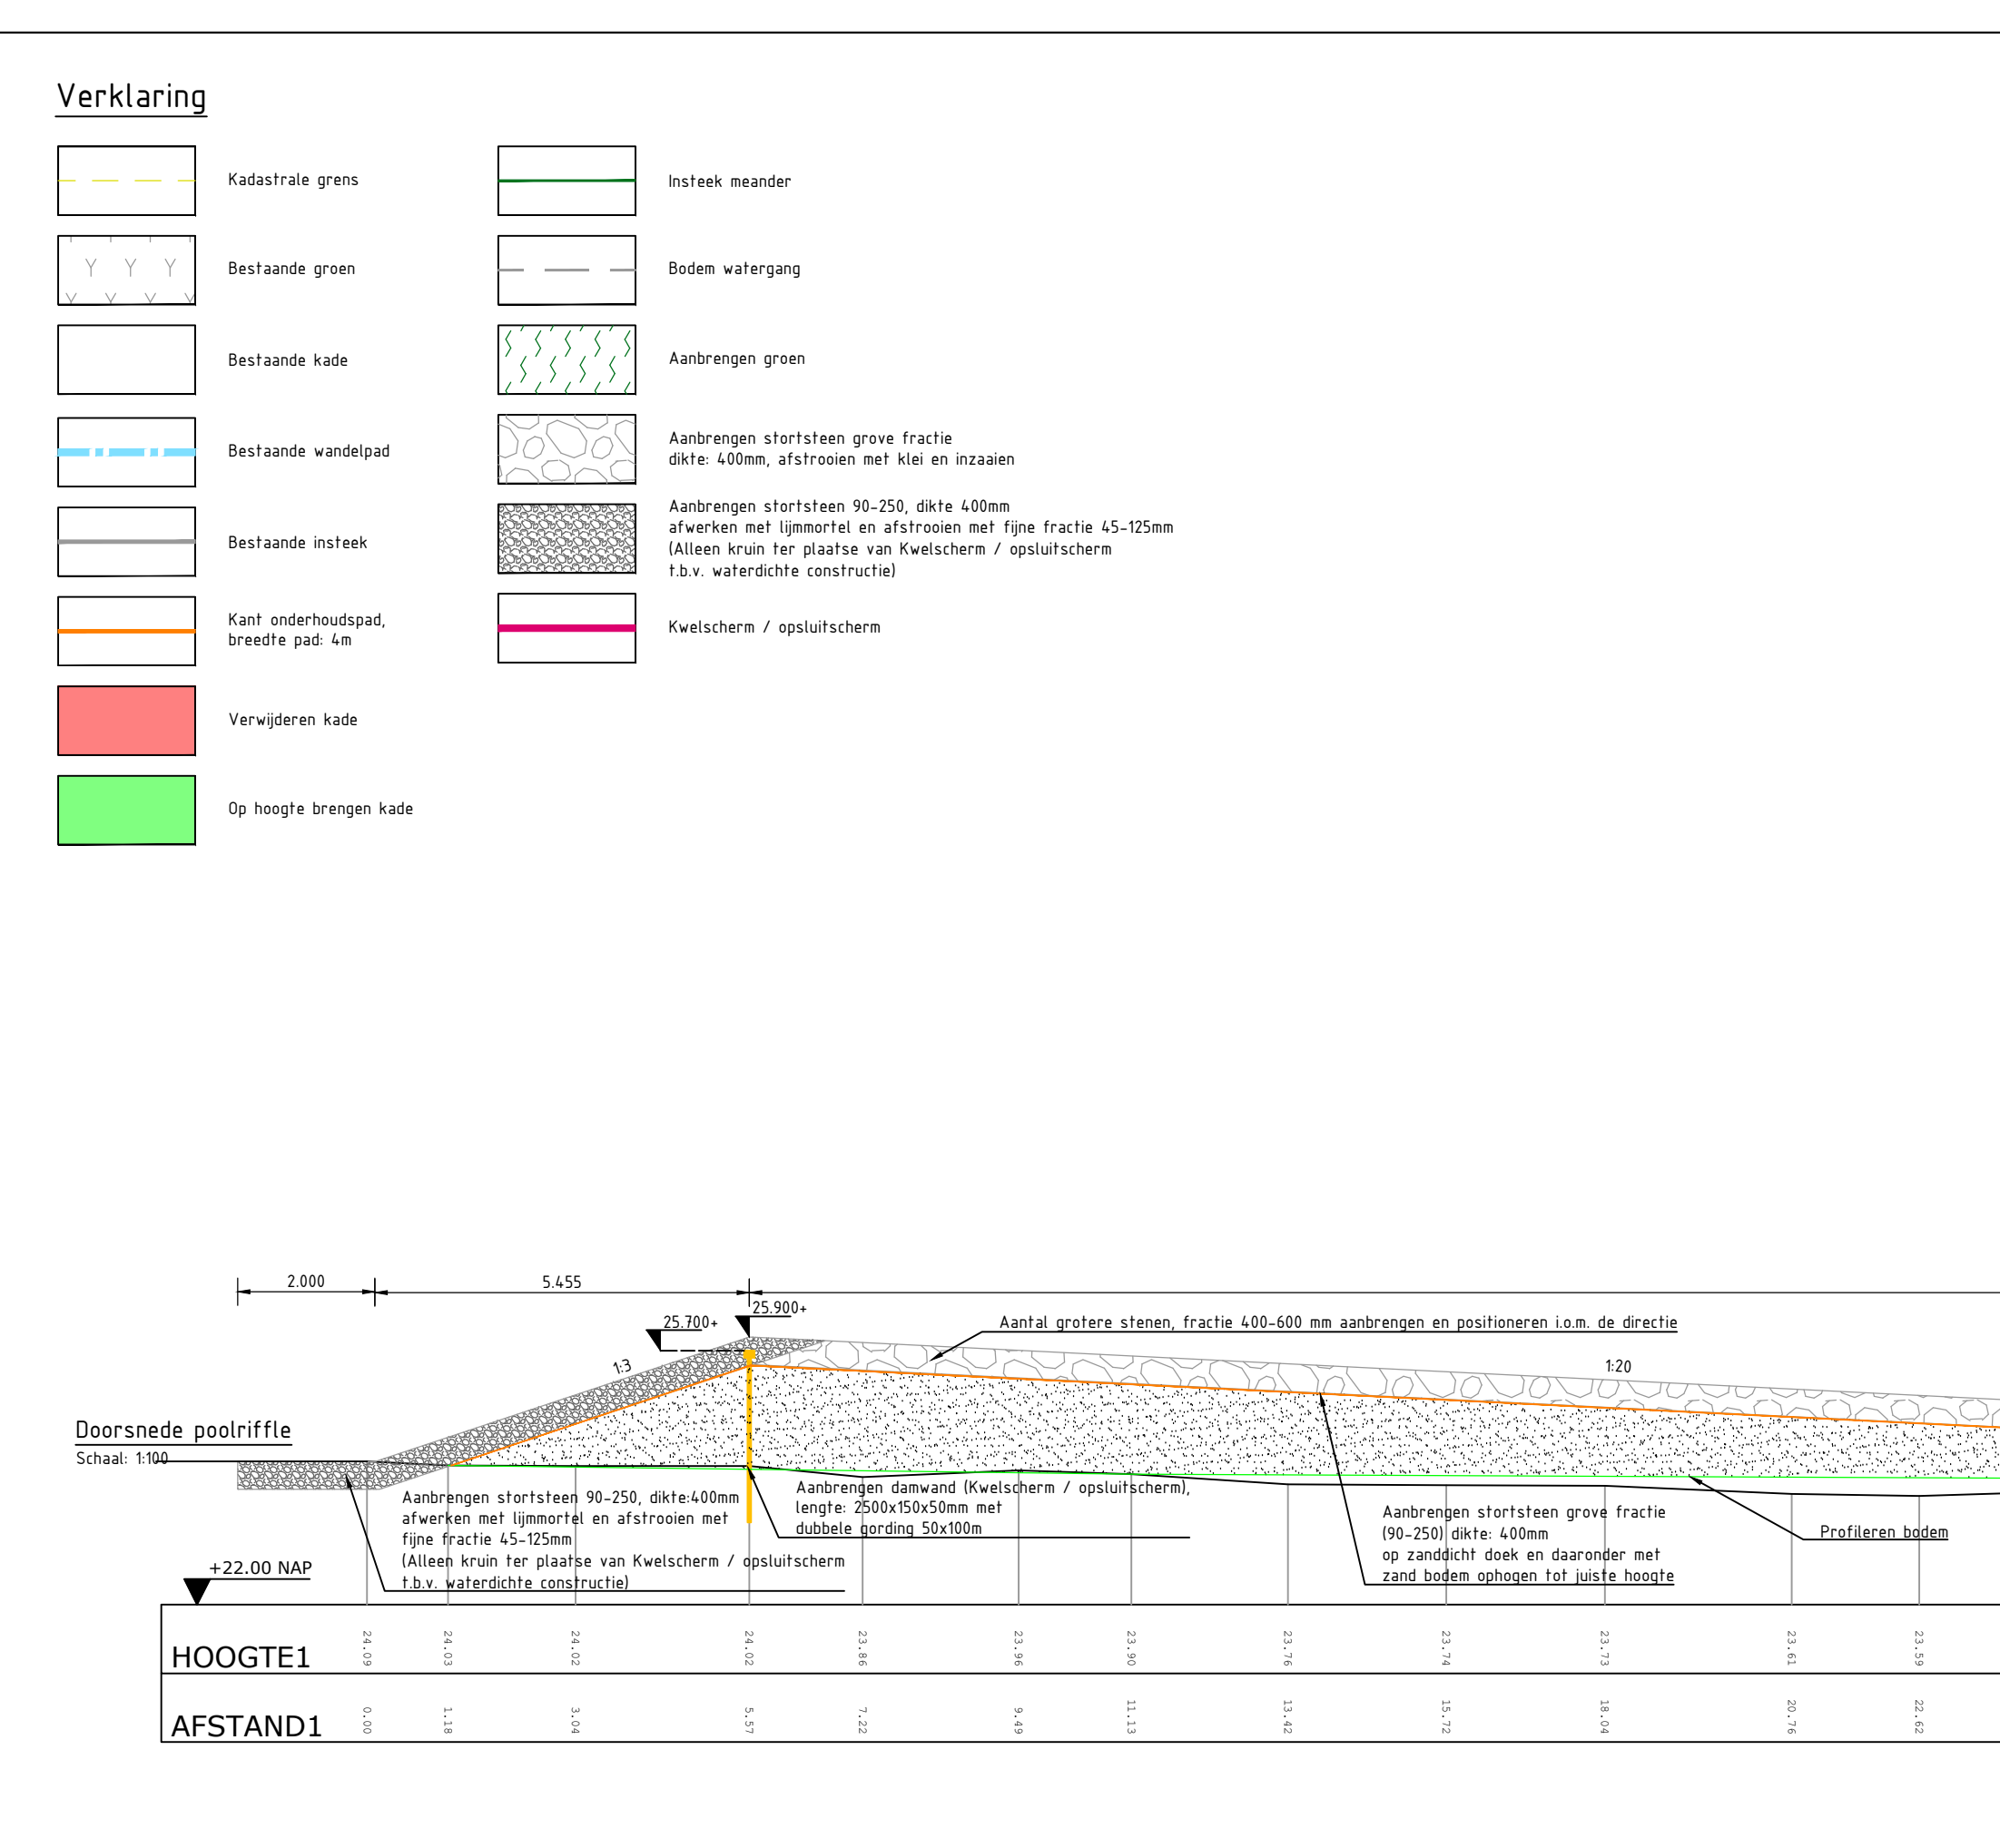 Verklaring
Kadastrale grens
Bestaande groen
Bestaande kade
Bestaande wandelpad
Bestaande insteek
Kant onderhoudspad,
breedte pad: 4m
Verwijderen kade
Op hoogte brengen kade
Insteek meander
Bodem watergang
Aanbrengen groen
Aanbrengen stortsteen grove fractie
dikte: 400mm, afstrooien met klei en inzaaien
Aanbrengen stortsteen 90-250, dikte 400mm
afwerken met lijmmortel en afstrooien met fijne fractie 45-125mm
(Alleen kruin ter plaatse van Kwelscherm / opsluitscherm
t.b.v. waterdichte constructie)
Kwelscherm / opsluitscherm
2.000
5.455
25.700+
25.900+
Aantal grotere stenen, fractie 400-600 mm aanbrengen en positioneren i.o.m. de directie
1:3
1:20
Doorsnede poolriffle
Schaal: 1:100
Aanbrengen stortsteen 90-250, dikte:400mm
afwerken met lijmmortel en afstrooien met
fijne fractie 45-125mm
(Alleen kruin ter plaatse van Kwelscherm / opsluitscherm
t.b.v. waterdichte constructie)
Aanbrengen damwand (Kwelscherm / opsluitscherm),
lengte: 2500x150x50mm met
dubbele gording 50x100m
Aanbrengen stortsteen grove fractie
(90-250) dikte: 400mm
op zanddicht doek en daaronder met
zand bodem ophogen tot juiste hoogte
Profileren bodem
+22.00 NAP
HOOGTE1
24.09
24.03
24.02
24.02
23.86
23.96
23.90
23.76
23.74
23.73
23.61
23.59
AFSTAND1
0.00
1.18
3.04
5.57
7.22
9.49
11.13
13.42
15.72
18.04
20.76
22.62